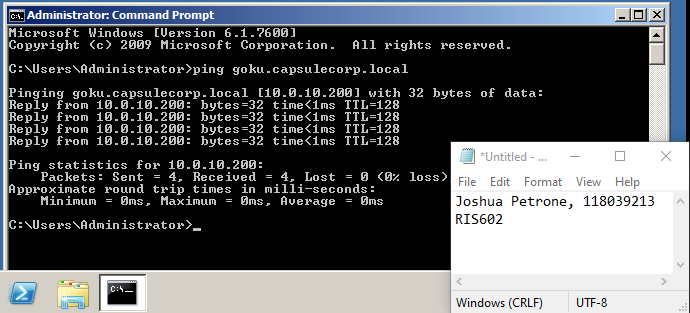 Administrator: Command Prompt
Microsoft Windows [Version 6.1.7600]
Copyright (c) 2009 Microsoft Corporation.  All rights reserved.
C:\Users\Administrator>ping goku.capsulecorp.local
Pinging goku.capsulecorp.local [10.0.10.200] with 32 bytes of data:
Reply from 10.0.10.200: bytes=32 time<1ms TTL=128
Reply from 10.0.10.200: bytes=32 time<1ms TTL=128
Reply from 10.0.10.200: bytes=32 time<1ms TTL=128
Reply from 10.0.10.200: bytes=32 time<1ms TTL=128
Ping statistics for 10.0.10.200:
    Packets: Sent = 4, Received = 4, Lost = 0 (0% loss)
Approximate round trip times in milli-seconds:
    Minimum = 0ms, Maximum = 0ms, Average = 0ms
C:\Users\Administrator>_
*Untitled - ...
File Edit Format View Help
Joshua Petrone, 118039213
RIS602
Windows (CRLF) UTF-8
C:\.